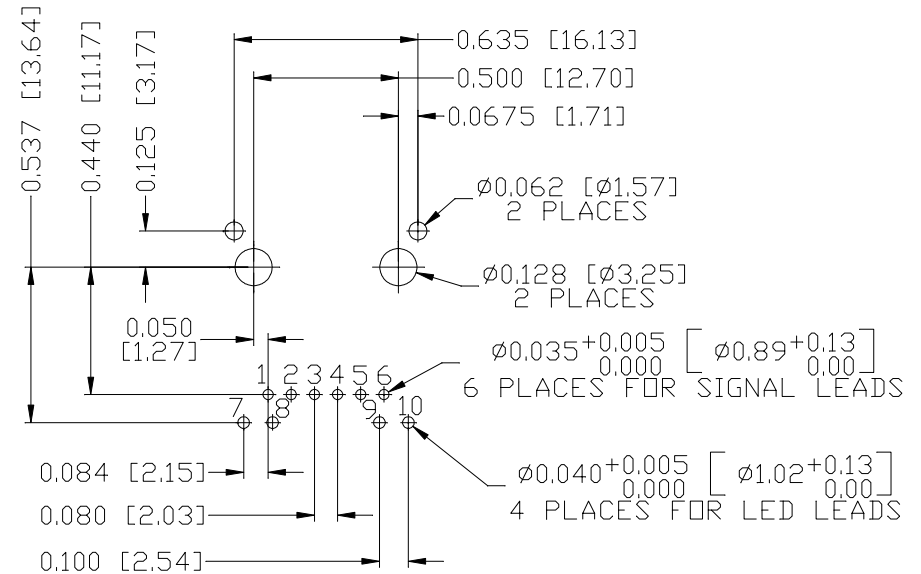 0.635 [16.13]
0.500 [12.70]
0.0675 [1.71]
0.537 [13.64]
0.440 [11.17]
0.125 [3.17]
Ø0.062 [Ø1.57]
2 PLACES
Ø0.128 [Ø3.25]
2 PLACES
0.050
[1.27]
Ø0.035+0.005 0.000 [Ø0.89+0.13 0.00]
6 PLACES FOR SIGNAL LEADS
1 2 3 4 5 6
7 8 9 10
0.084 [2.15]
Ø0.040+0.005 0.000 [Ø1.02+0.13 0.00]
4 PLACES FOR LED LEADS
0.080 [2.03]
0.100 [2.54]